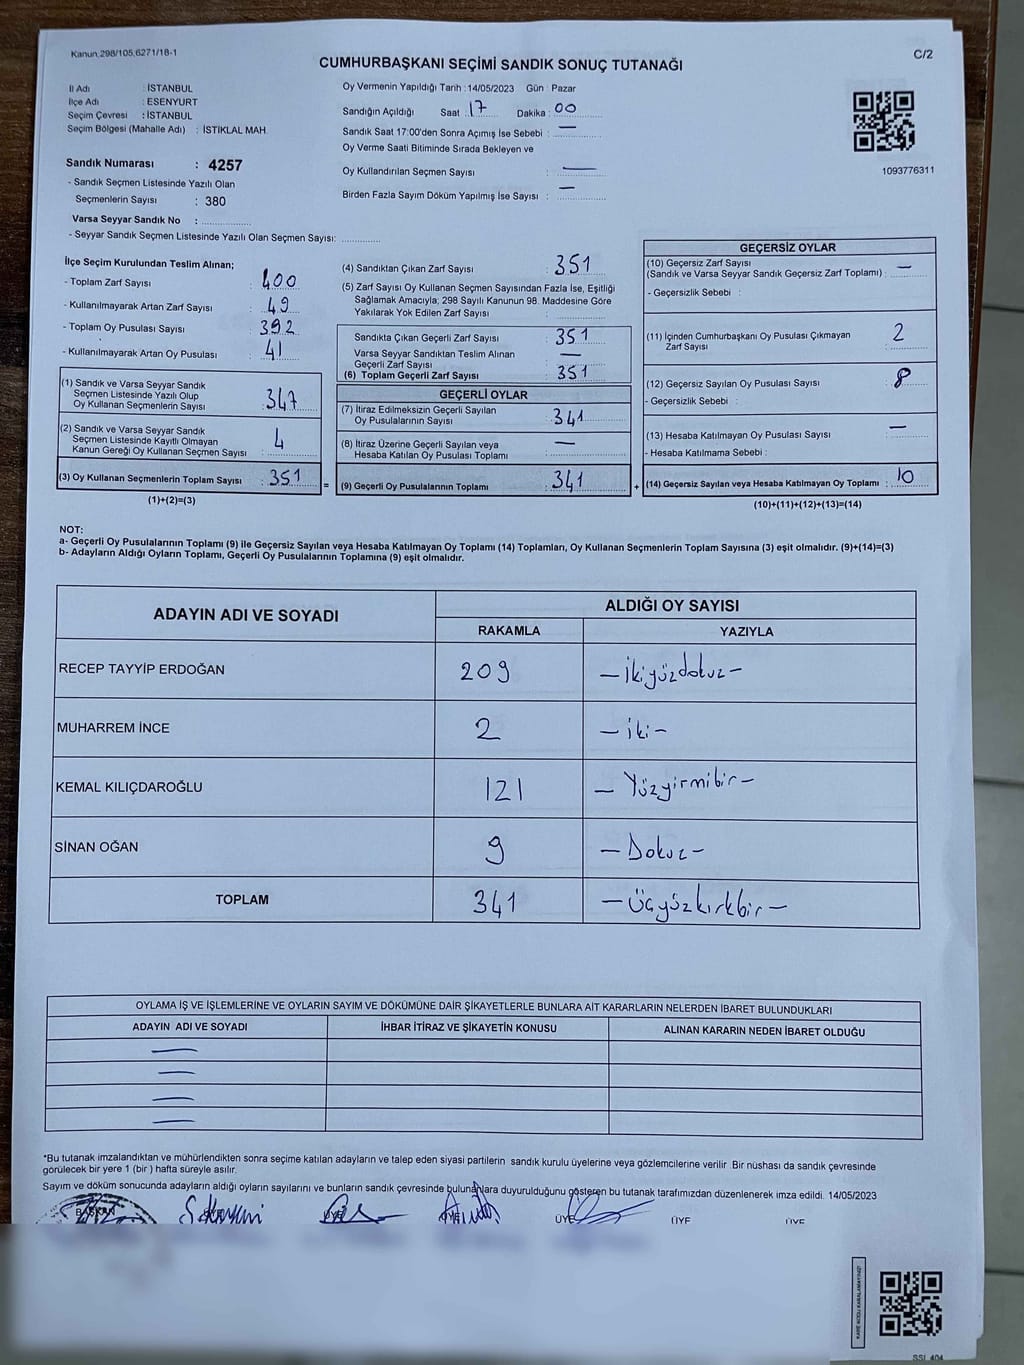 Kanun,298/105,6271/18-1
C/2
CUMHURBAŞKANI SEÇİMİ SANDIK SONUÇ TUTANAĞI
İl Adı : İSTANBUL
İlçe Adı : ESENYURT
Seçim Çevresi : İSTANBUL
Seçim Bölgesi (Mahalle Adı) : İSTİKLAL MAH.
Oy Vermenin Yapıldığı Tarih :14/05/2023 Gün : Pazar
Sandığın Açıldığı Saat : 17 Dakika : 00
Sandık Saat 17:00'den Sonra Açımış İse Sebebi : —
Oy Verme Saati Bitiminde Sırada Bekleyen ve
Oy Kullandırılan Seçmen Sayısı : —
Birden Fazla Sayım Döküm Yapılmış İse Sayısı : —
1093776311
Sandık Numarası : 4257
- Sandık Seçmen Listesinde Yazılı Olan
Seçmenlerin Sayısı : 380
Varsa Seyyar Sandık No :
- Seyyar Sandık Seçmen Listesinde Yazılı Olan Seçmen Sayısı:
İlçe Seçim Kurulundan Teslim Alınan;
- Toplam Zarf Sayısı : 400
- Kullanılmayarak Artan Zarf Sayısı : 49
- Toplam Oy Pusulası Sayısı : 392
- Kullanılmayarak Artan Oy Pusulası : 41
(1) Sandık ve Varsa Seyyar Sandık
Seçmen Listesinde Yazılı Olup
Oy Kullanan Seçmenlerin Sayısı : 347
(2) Sandık ve Varsa Seyyar Sandık
Seçmen Listesinde Kayıtlı Olmayan
Kanun Gereği Oy Kullanan Seçmen Sayısı : 4
(3) Oy Kullanan Seçmenlerin Toplam Sayısı : 351
(1)+(2)=(3)
=
(4) Sandıktan Çıkan Zarf Sayısı : 351
(5) Zarf Sayısı Oy Kullanan Seçmen Sayısından Fazla İse, Eşitliği
Sağlamak Amacıyla; 298 Sayılı Kanunun 98. Maddesine Göre
Yakılarak Yok Edilen Zarf Sayısı :
Sandıkta Çıkan Geçerli Zarf Sayısı : 351
Varsa Seyyar Sandıktan Teslim Alınan
Geçerli Zarf Sayısı : —
(6) Toplam Geçerli Zarf Sayısı : 351
GEÇERLİ OYLAR
(7) İtiraz Edilmeksizin Geçerli Sayılan
Oy Pusulalarının Sayısı : 341
(8) İtiraz Üzerine Geçerli Sayılan veya
Hesaba Katılan Oy Pusulası Toplamı : —
(9) Geçerli Oy Pusulalarının Toplamı : 341
+
GEÇERSİZ OYLAR
(10) Geçersiz Zarf Sayısı
(Sandık ve Varsa Seyyar Sandık Geçersiz Zarf Toplamı) : —
- Geçersizlik Sebebi :
(11) İçinden Cumhurbaşkanı Oy Pusulası Çıkmayan
Zarf Sayısı : 2
(12) Geçersiz Sayılan Oy Pusulası Sayısı : 8
- Geçersizlik Sebebi :
(13) Hesaba Katılmayan Oy Pusulası Sayısı : —
- Hesaba Katılmama Sebebi :
(14) Geçersiz Sayılan veya Hesaba Katılmayan Oy Toplamı : 10
(10)+(11)+(12)+(13)=(14)
NOT:
a- Geçerli Oy Pusulalarının Toplamı (9) ile Geçersiz Sayılan veya Hesaba Katılmayan Oy Toplamı (14) Toplamları, Oy Kullanan Seçmenlerin Toplam Sayısına (3) eşit olmalıdır. (9)+(14)=(3)
b- Adayların Aldığı Oyların Toplamı, Geçerli Oy Pusulalarının Toplamına (9) eşit olmalıdır.
ADAYIN ADI VE SOYADI
ALDIĞI OY SAYISI
RAKAMLA YAZIYLA
RECEP TAYYİP ERDOĞAN 209 — İkiyüzdokuz —
MUHARREM İNCE 2 — iki —
KEMAL KILIÇDAROĞLU 121 — Yüzyirmibir —
SİNAN OĞAN 9 — Dokuz —
TOPLAM 341 — Üçyüzkırkbir —
OYLAMA İŞ VE İŞLEMLERİNE VE OYLARIN SAYIM VE DÖKÜMÜNE DAİR ŞİKAYETLERLE BUNLARA AİT KARARLARIN NELERDEN İBARET BULUNDUKLARI
ADAYIN ADI VE SOYADI İHBAR İTİRAZ VE ŞİKAYETİN KONUSU ALINAN KARARIN NEDEN İBARET OLDUĞU
—
—
—
—
*Bu tutanak imzalandıktan ve mühürlendikten sonra seçime katılan adayların ve talep eden siyasi partilerin sandık kurulu üyelerine veya gözlemcilerine verilir. Bir nüshası da sandık çevresinde
görülecek bir yere 1 (bir ) hafta süreyle asılır.
Sayım ve döküm sonucunda adayların aldığı oyların sayılarını ve bunların sandık çevresinde bulunanlara duyurulduğunu gösteren bu tutanak tarafımızdan düzenlenerek imza edildi. 14/05/2023
BAŞKAN ÜYE ÜYE ÜYE ÜYE ÜYE ÜYE
SSI 404